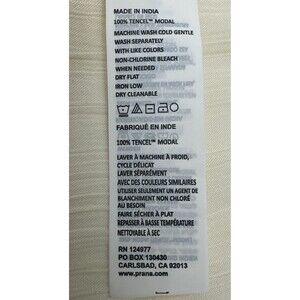 MADE IN INDIA
100% TENCEL™ MODAL
MACHINE WASH COLD GENTLE
WASH SEPARATELY
WITH LIKE COLORS
NON-CHLORINE BLEACH
WHEN NEEDED
DRY FLAT
IRON LOW
DRY CLEANABLE
FABRIQUÉ EN INDE
100% TENCEL™ MODAL
LAVER À MACHINE À FROID,
CYCLE DÉLICAT
LAVER SÉPARÉMENT
AVEC DES COULEURS SIMILAIRES
UTILISER SEULEMENT UN AGENT DE
BLANCHIMENT NON CHLORÉ
AU BESOIN
FAIRE SÉCHER À PLAT
REPASSER À BASSE TEMPÉRATURE
NETTOYABLE À SEC
RN 124977
PO BOX 130430
CARLSBAD, CA 92013
www.prana.com